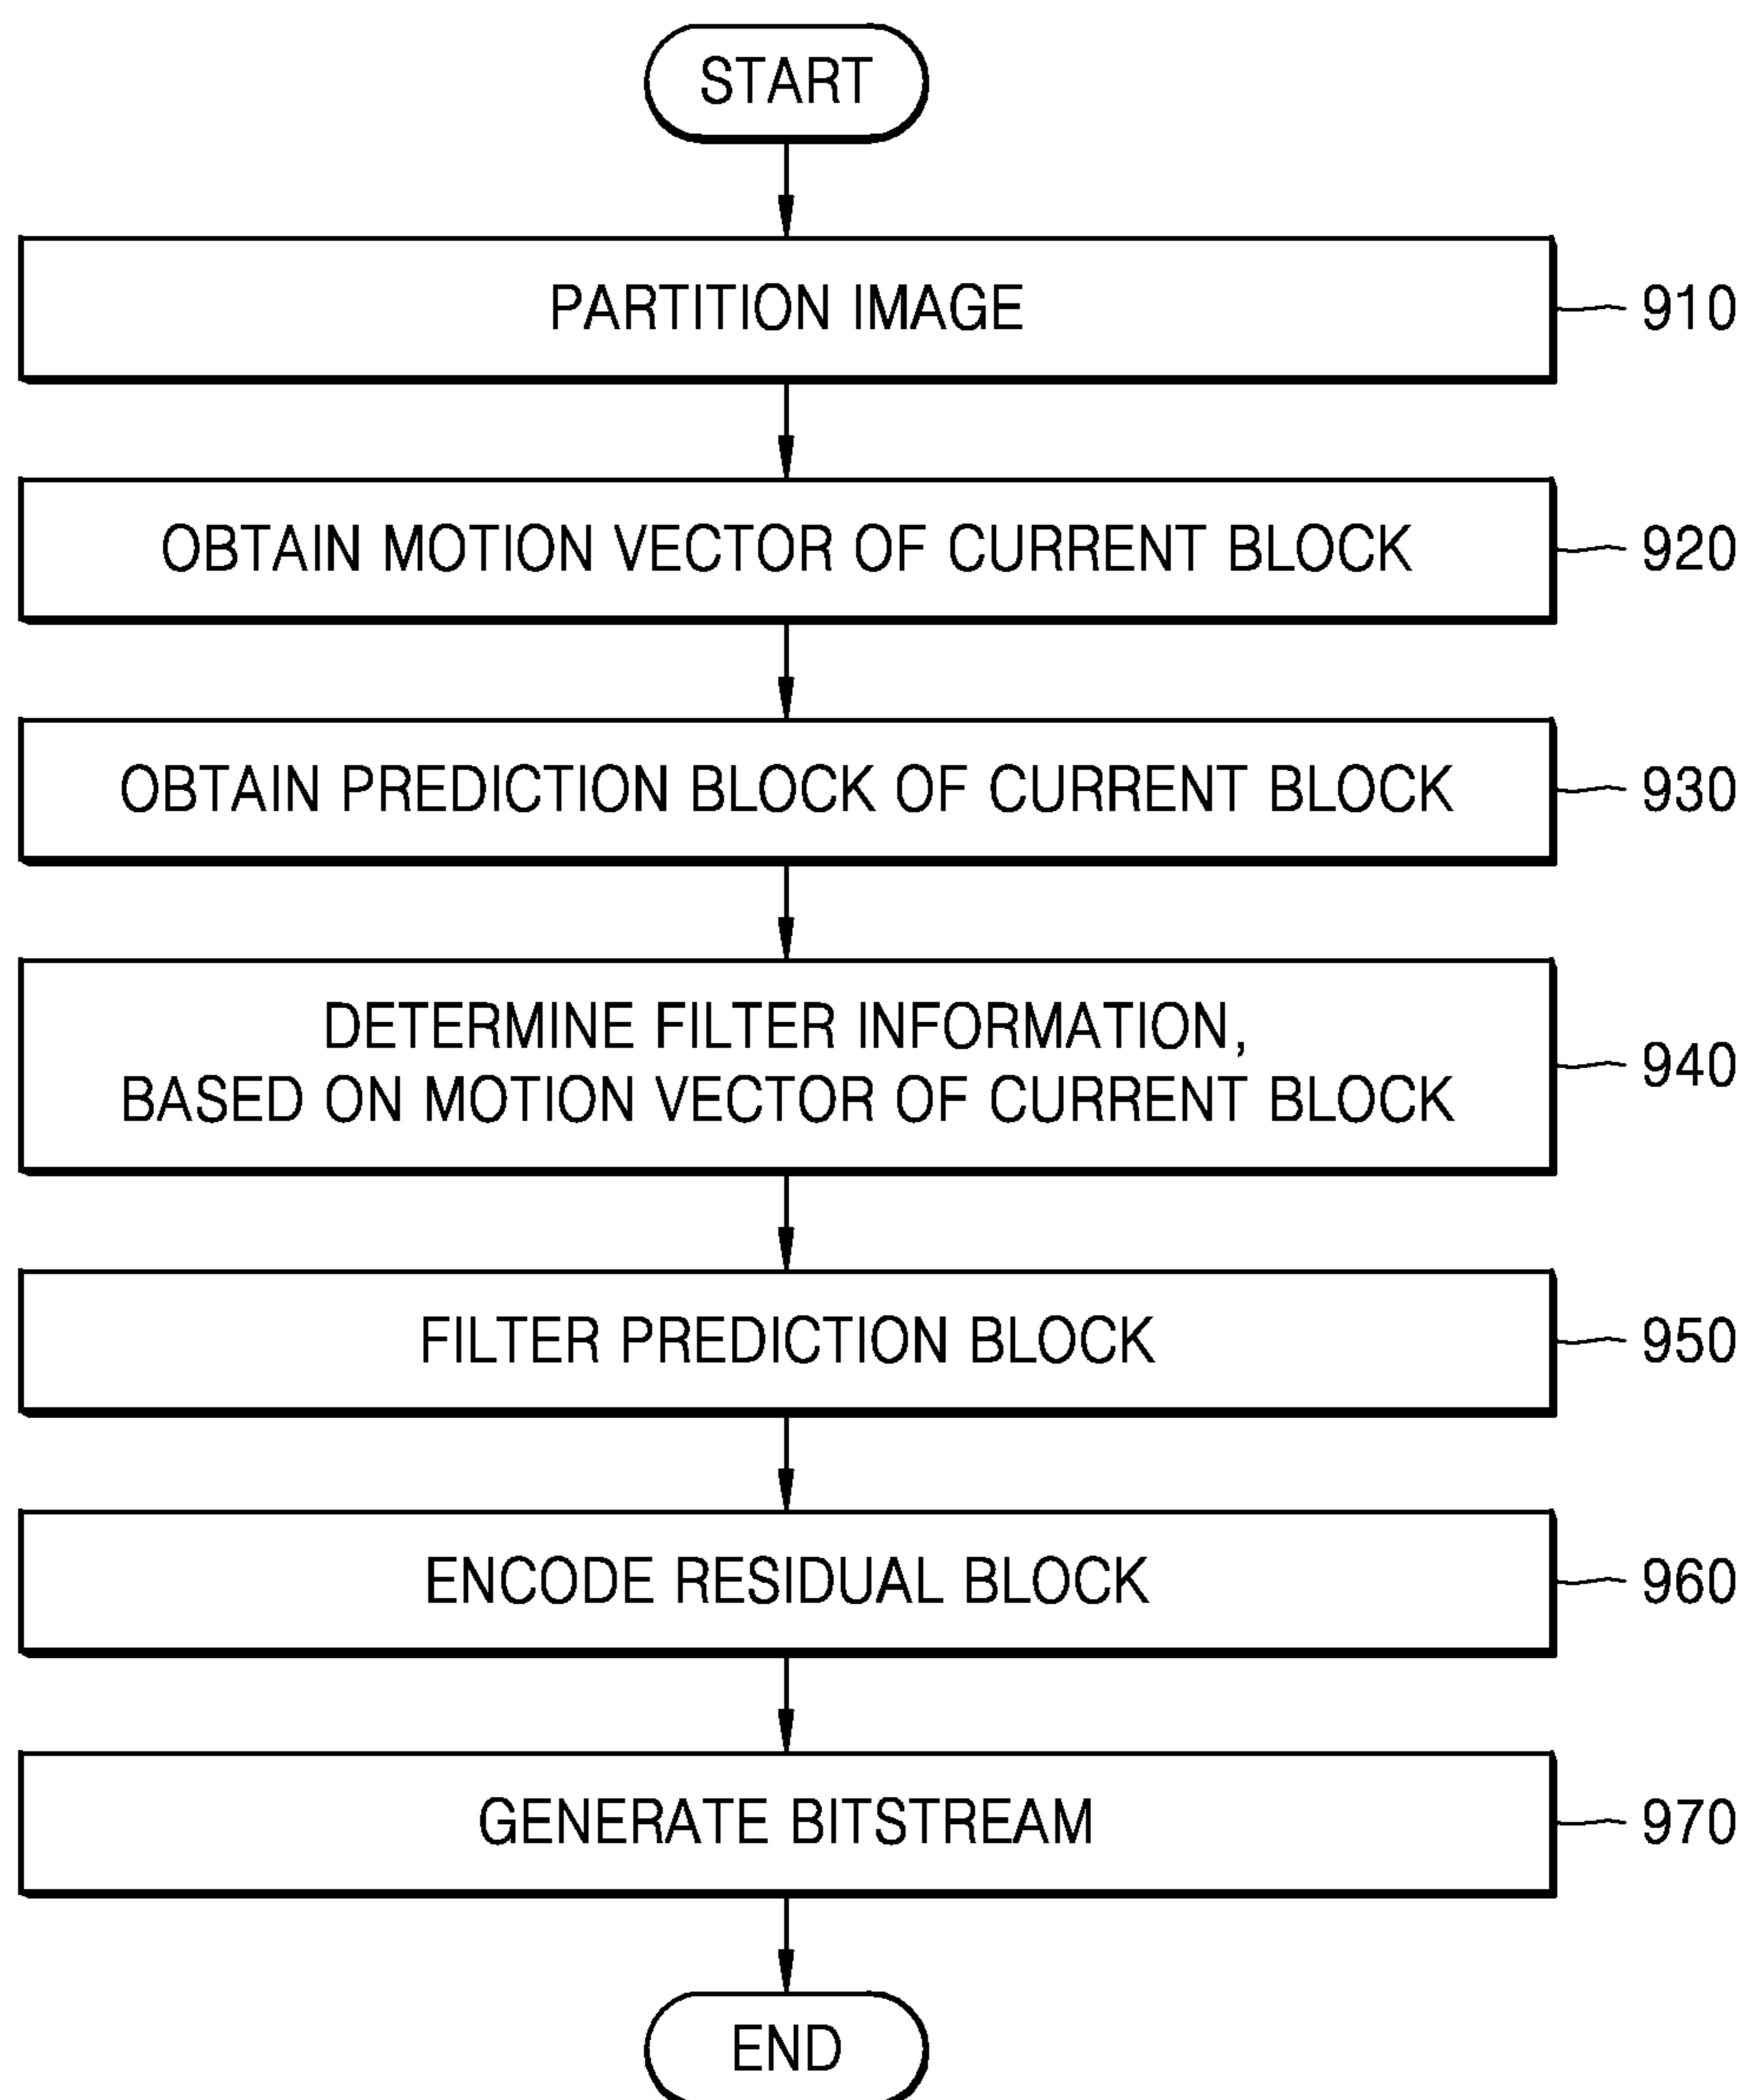 START
PARTITION IMAGE
910
OBTAIN MOTION VECTOR OF CURRENT BLOCK
920
OBTAIN PREDICTION BLOCK OF CURRENT BLOCK
930
DETERMINE FILTER INFORMATION,
BASED ON MOTION VECTOR OF CURRENT BLOCK
940
FILTER PREDICTION BLOCK
950
ENCODE RESIDUAL BLOCK
960
GENERATE BITSTREAM
970
END